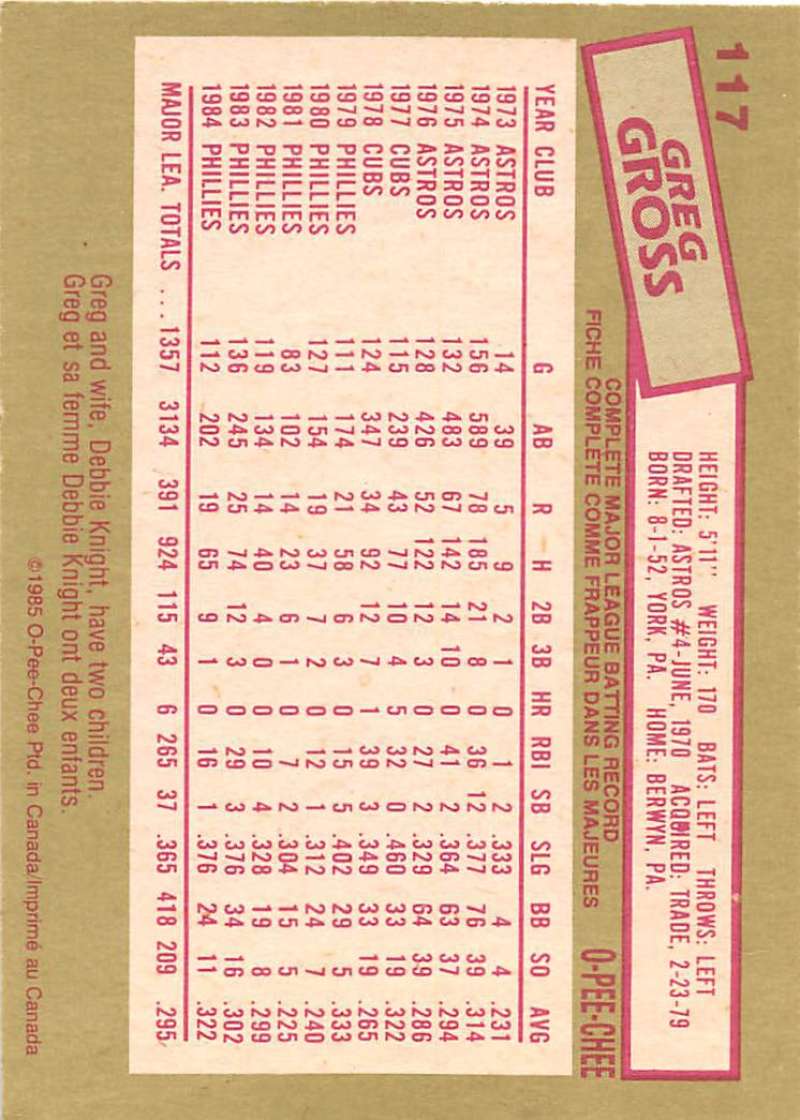 117
GREG
GROSS
HEIGHT: 5'11" WEIGHT: 170 BATS: LEFT THROWS: LEFT
DRAFTED: ASTROS #4-JUNE, 1970 ACQUIRED: TRADE, 2-23-79
BORN: 8-1-52, YORK, PA. HOME: BERWYN, PA.
COMPLETE MAJOR LEAGUE BATTING RECORD
FICHE COMPLÈTE COMME FRAPPEUR DANS LES MAJEURES
O-PEE-CHEE
YEAR CLUB G AB R H 2B 3B HR RBI SB SLG BB SO AVG
1973 ASTROS 14 39 5 9 2 1 0 1 2 .333 4 4 .231
1974 ASTROS 156 589 78 185 21 8 0 36 12 .377 76 39 .314
1975 ASTROS 132 483 67 142 14 10 0 41 2 .364 63 37 .294
1976 ASTROS 128 426 52 122 12 3 0 27 2 .329 64 39 .286
1977 CUBS 115 239 43 77 10 4 5 32 0 .460 33 19 .322
1978 CUBS 124 347 34 92 12 7 1 39 3 .349 33 19 .265
1979 PHILLIES 111 174 21 58 6 3 0 15 5 .402 29 5 .333
1980 PHILLIES 127 154 19 37 7 2 0 12 1 .312 24 7 .240
1981 PHILLIES 83 102 14 23 6 1 0 7 2 .304 15 5 .225
1982 PHILLIES 119 134 14 40 4 0 0 10 4 .328 19 8 .299
1983 PHILLIES 136 245 25 74 12 3 0 29 3 .376 34 16 .302
1984 PHILLIES 112 202 19 65 9 1 0 16 1 .376 24 11 .322
MAJOR LEA. TOTALS ... 1357 3134 391 924 115 43 6 265 37 .365 418 209 .295
Greg and wife, Debbie Knight, have two children.
Greg et sa femme Debbie Knight ont deux enfants.
©1985 O-Pee-Chee Ptd. in Canada/Imprimé au Canada